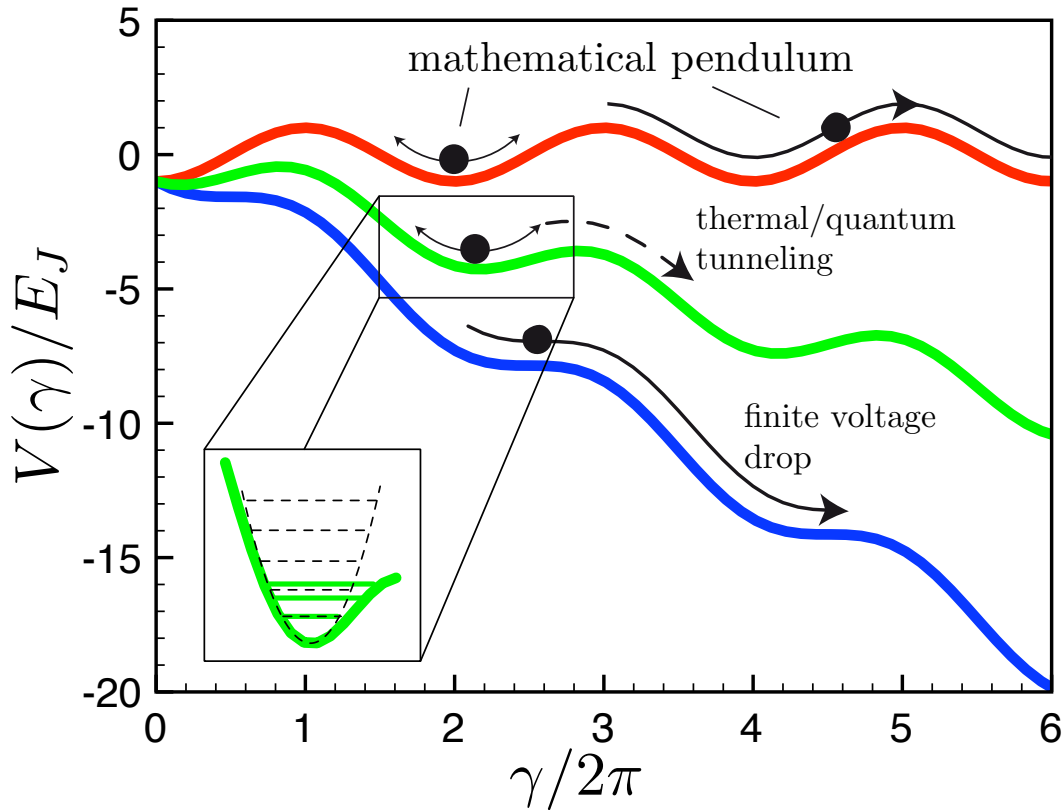 mathematical pendulum
thermal/quantum
tunneling
finite voltage
drop
V(γ)/E_J
5
0
-5
-10
-15
-20
0
1
2
3
4
5
6
γ/2π